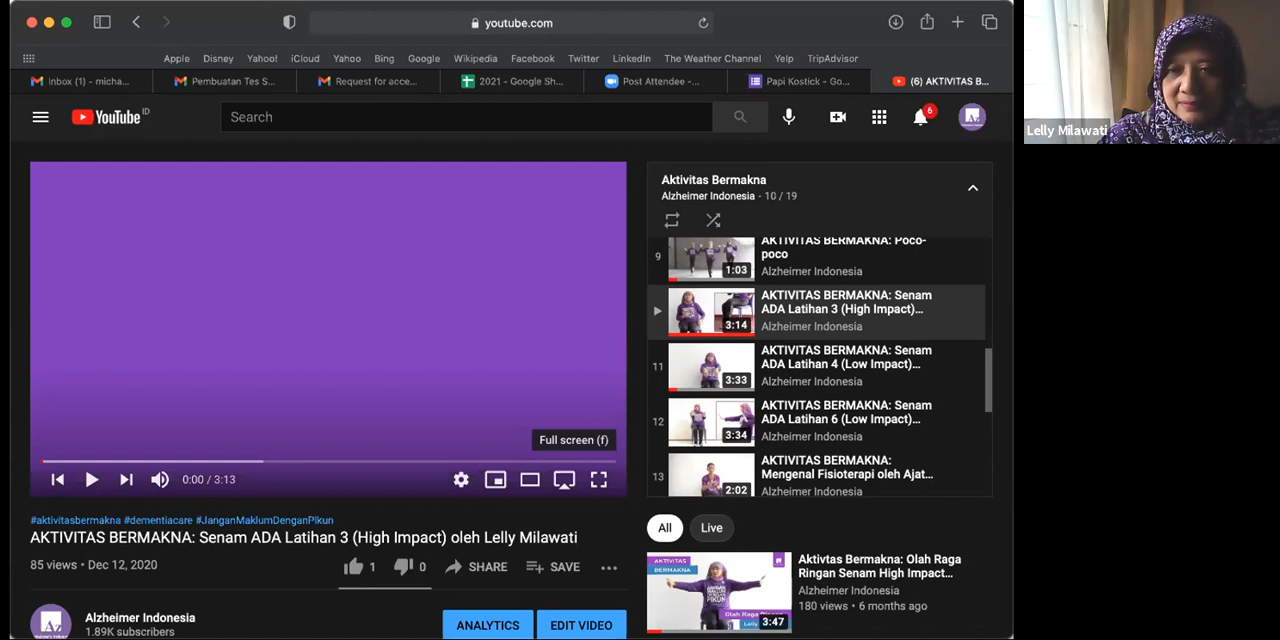 youtube.com
Apple Disney Yahoo! iCloud Yahoo Bing Google Wikipedia Facebook Twitter LinkedIn The Weather Channel Yelp TripAdvisor
Inbox (1) - micha...
Pembuatan Tes S...
Request for acce...
2021 - Google Sh...
Post Attendee -...
Papi Kostick - Go...
(6) AKTIVITAS B...
YouTube ID
Search
6
Lelly Milawati
Full screen (f)
0:00 / 3:13
#aktivitasbermakna #dementiacare #JanganMaklumDenganPikun
AKTIVITAS BERMAKNA: Senam ADA Latihan 3 (High Impact) oleh Lelly Milawati
85 views • Dec 12, 2020
1
0
SHARE
SAVE
Alzheimer Indonesia
1.89K subscribers
ANALYTICS
EDIT VIDEO
Aktivitas Bermakna
Alzheimer Indonesia - 10 / 19
9
1:03
AKTIVITAS BERMAKNA: Poco-
poco
Alzheimer Indonesia
3:14
AKTIVITAS BERMAKNA: Senam
ADA Latihan 3 (High Impact)...
Alzheimer Indonesia
11
3:33
AKTIVITAS BERMAKNA: Senam
ADA Latihan 4 (Low Impact)...
Alzheimer Indonesia
12
3:34
AKTIVITAS BERMAKNA: Senam
ADA Latihan 6 (Low Impact)...
Alzheimer Indonesia
13
2:02
AKTIVITAS BERMAKNA:
Mengenal Fisioterapi oleh Ajat...
Alzheimer Indonesia
All
Live
AKTIVITAS
BERMAKNA
3:47
Aktivtas Bermakna: Olah Raga
Ringan Senam High Impact...
Alzheimer Indonesia
180 views • 6 months ago